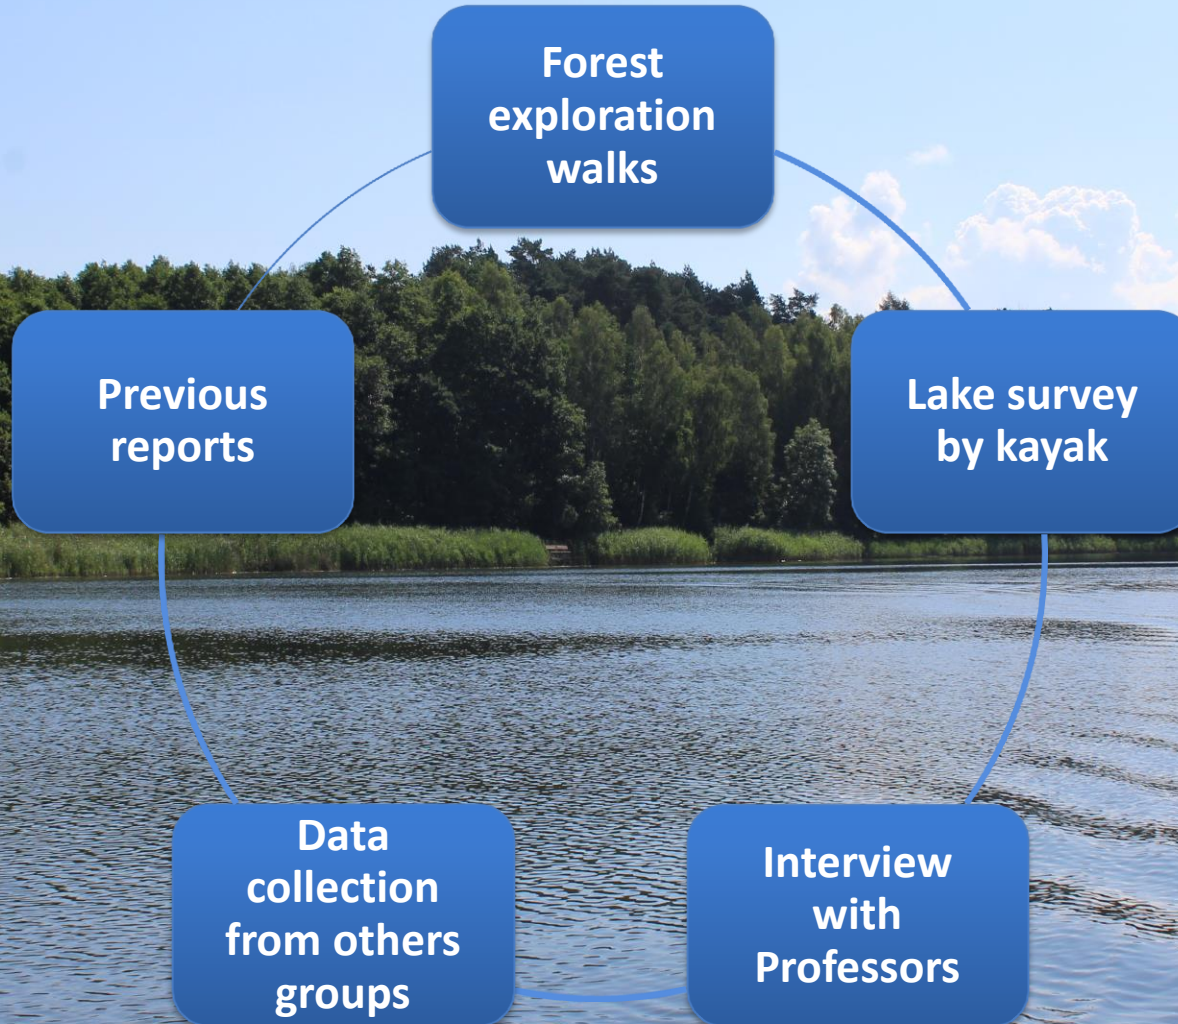 Forest
exploration
walks
Previous
reports
Lake survey
by kayak
Data
collection
from others
groups
Interview
with
Professors